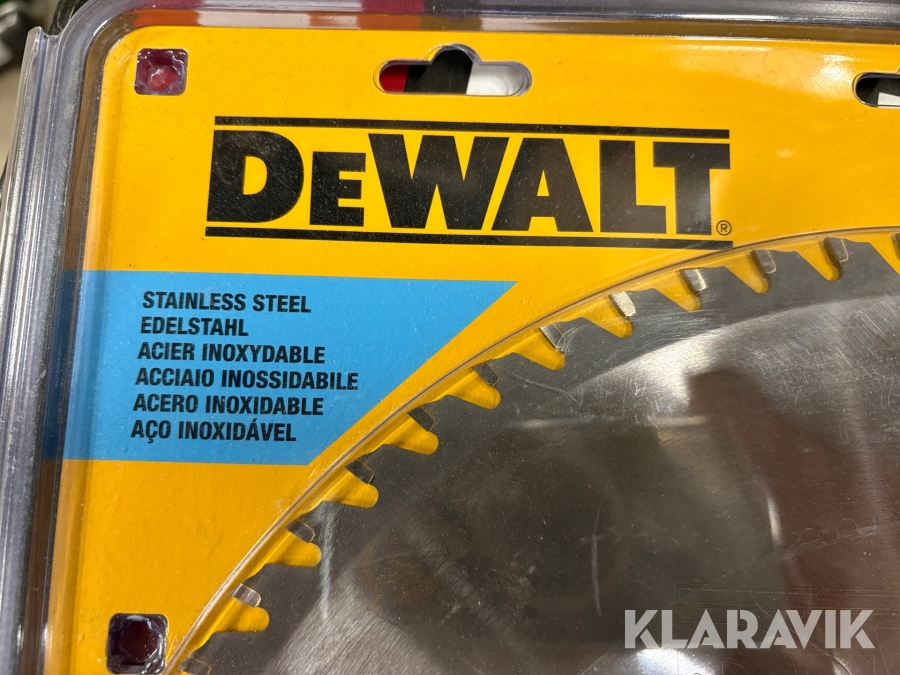 DEWALT®
STAINLESS STEEL
EDELSTAHL
ACIER INOXYDABLE
ACCIAIO INOSSIDABILE
ACERO INOXIDABLE
AÇO INOXIDÁVEL
KLARAVIK